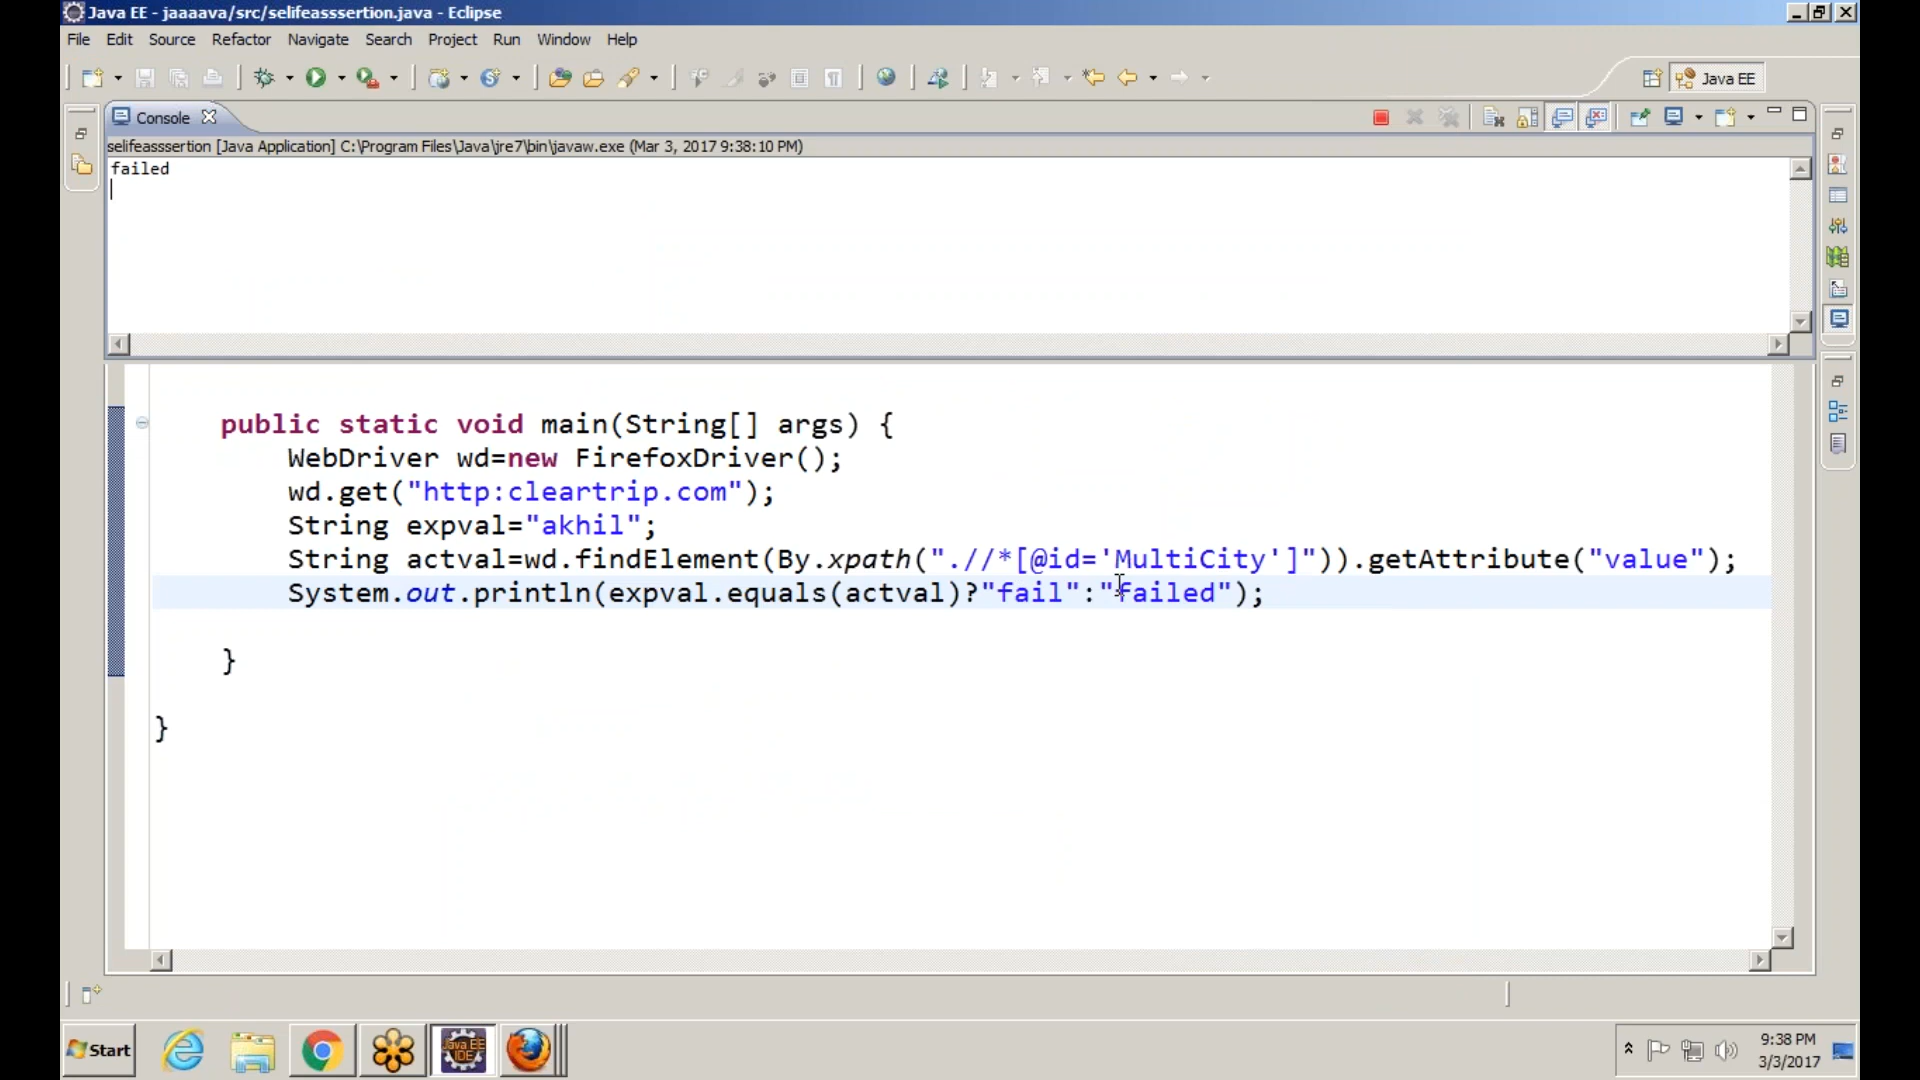 Java EE - jaaaava/src/selifeasssertion.java - Eclipse
File Edit Source Refactor Navigate Search Project Run Window Help
Java EE
Console
selifeasssertion [Java Application] C:\Program Files\Java\jre7\bin\javaw.exe (Mar 3, 2017 9:38:10 PM)
failed
public static void main(String[] args) {
WebDriver wd=new FirefoxDriver();
wd.get("http:cleartrip.com");
String expval="akhil";
String actval=wd.findElement(By.xpath(".//*[@id='MultiCity']")).getAttribute("value");
System.out.println(expval.equals(actval)?"fail":"failed");
}
}
Start
Java EE
IDE
9:38 PM
3/3/2017